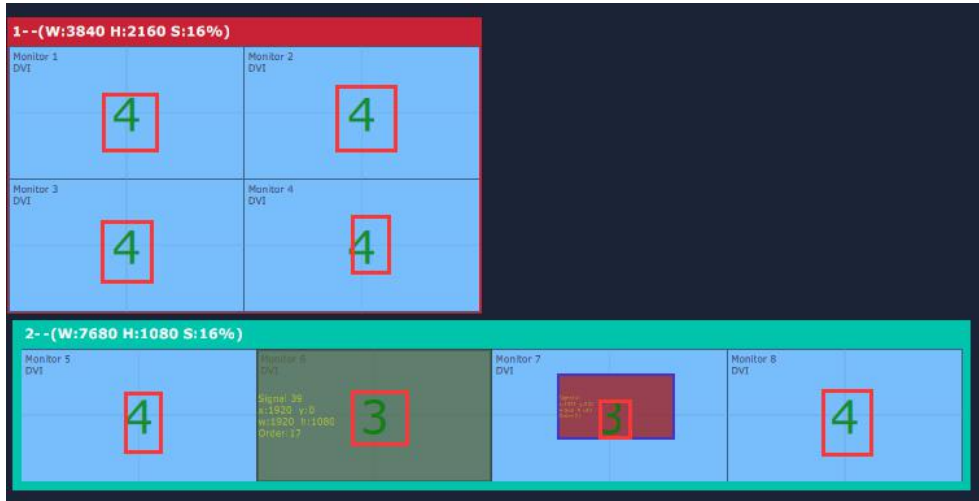 1--(W:3840 H:2160 S:16%)
Monitor 1
DVI
4
Monitor 2
DVI
4
Monitor 3
DVI
4
Monitor 4
DVI
4
2--(W:7680 H:1080 S:16%)
Monitor 5
DVI
4
Monitor 6
DVI
Signal 39
x:1920 y:0
w:1920 h:1080
Order: 17
3
Monitor 7
DVI
3
Monitor 8
DVI
4